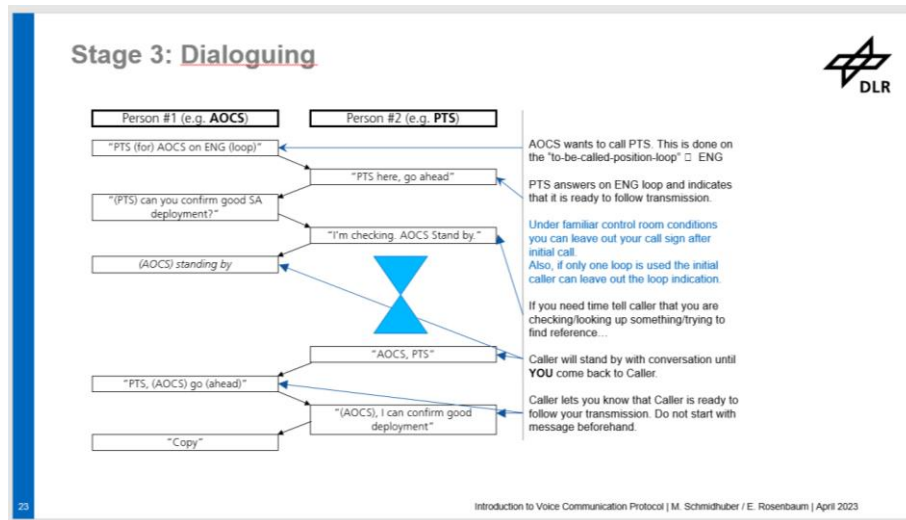 Stage 3: Dialoguing
DLR
Person #1 (e.g. AOCS)
Person #2 (e.g. PTS)
"PTS (for) AOCS on ENG (loop)"
"PTS here, go ahead"
"(PTS) can you confirm good SA
deployment?"
"I'm checking. AOCS Stand by."
(AOCS) standing by
"AOCS, PTS"
"PTS, (AOCS) go (ahead)"
"(AOCS), I can confirm good
deployment"
"Copy"
AOCS wants to call PTS. This is done on
the "to-be-called-position-loop" □ ENG
PTS answers on ENG loop and indicates
that it is ready to follow transmission.
Under familiar control room conditions
you can leave out your call sign after
initial call.
Also, if only one loop is used the initial
caller can leave out the loop indication.
If you need time tell caller that you are
checking/looking up something/trying to
find reference...
Caller will stand by with conversation until
YOU come back to Caller.
Caller lets you know that Caller is ready to
follow your transmission. Do not start with
message beforehand.
23
Introduction to Voice Communication Protocol | M. Schmidhuber / E. Rosenbaum | April 2023